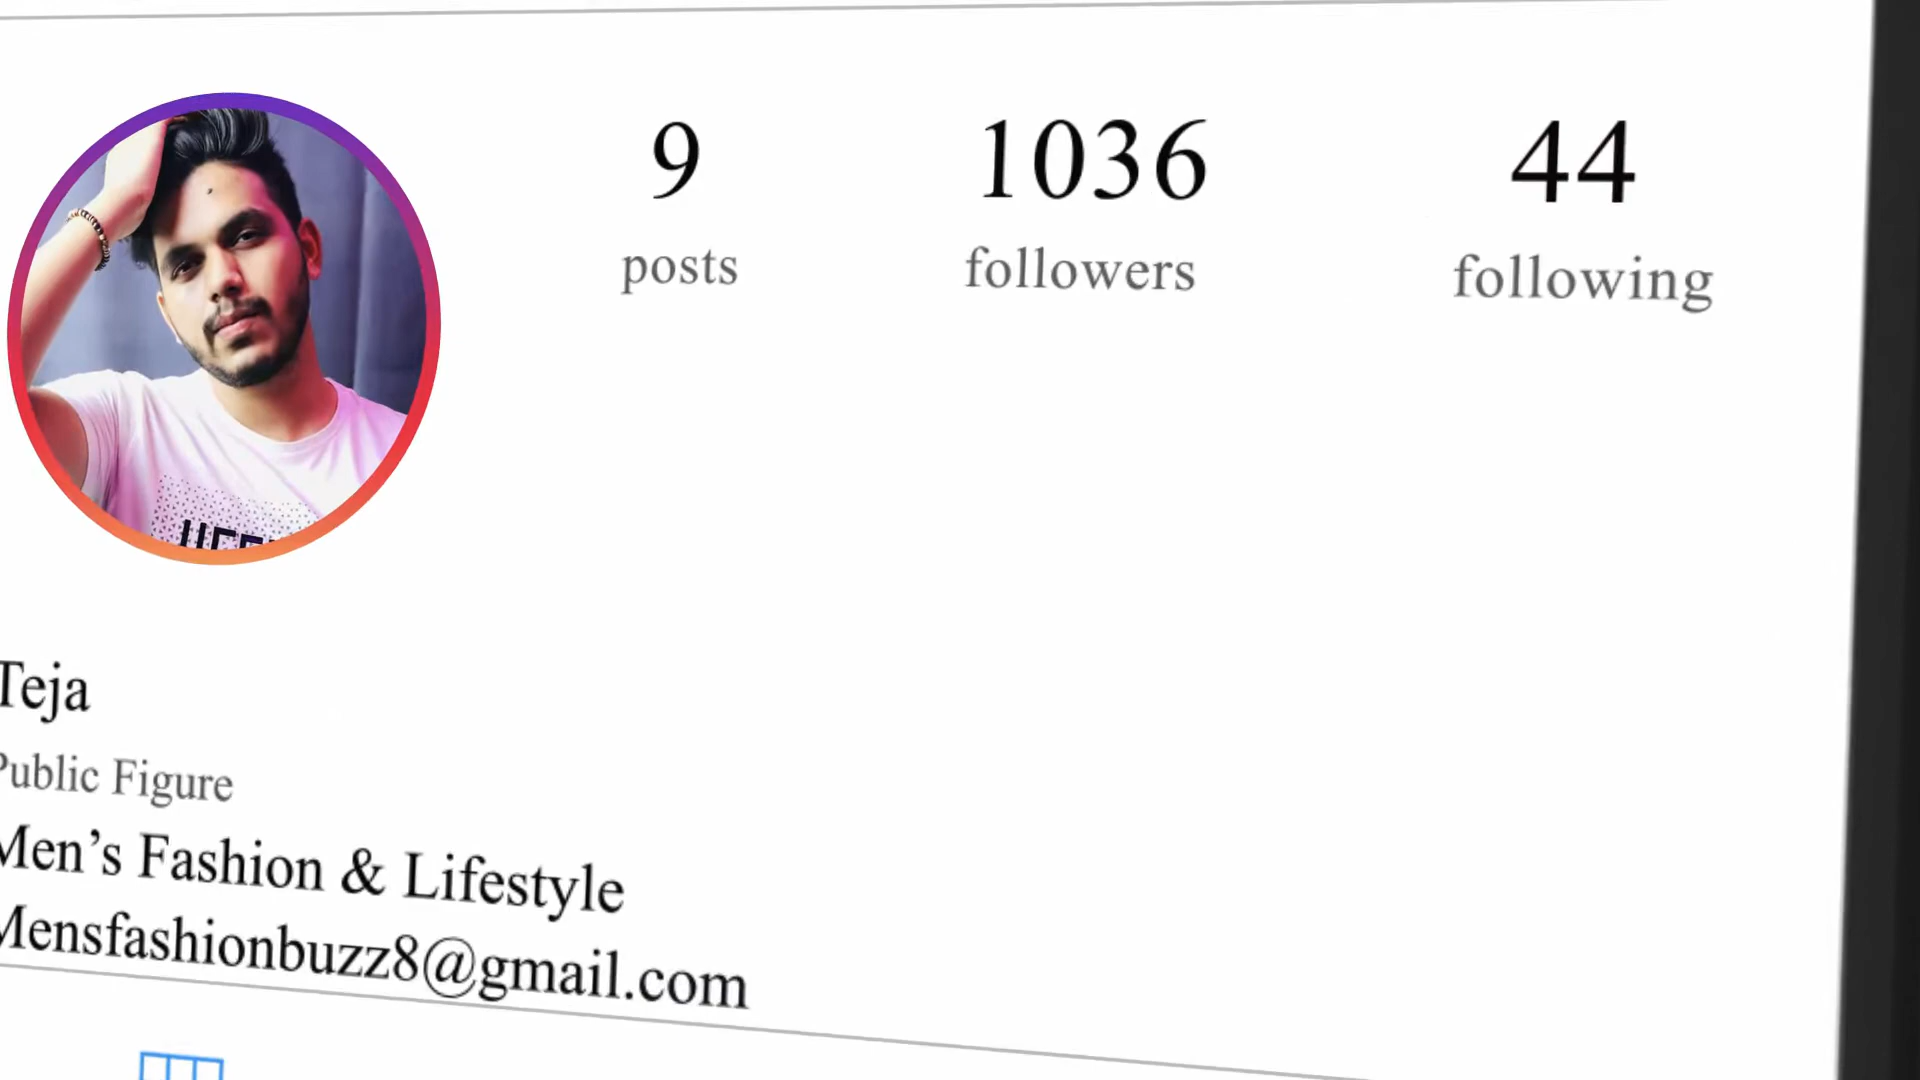 9 1036 44
posts followers following
Teja
Public Figure
Men’s Fashion & Lifestyle
Mensfashionbuzz8@gmail.com